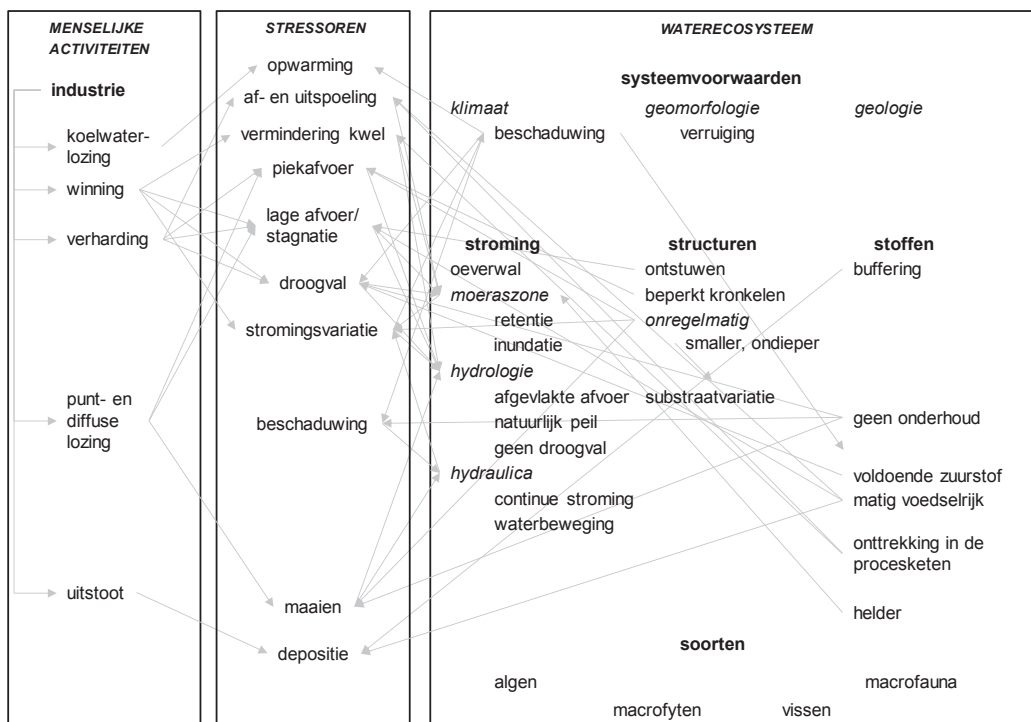 MENSELIJKE
ACTIVITEITEN
industrie
koelwater-
lozing
winning
verharding
punt- en
diffuse
lozing
uitstoot
STRESSOREN
opwarming
af- en uitspoeling
vermindering kwel
piekafvoer
lage afvoer/
stagnatie
droogval
stromingsvariatie
beschaduwing
maaien
depositie
WATERECOSYSTEEM
systeemvoorwaarden
klimaat geomorfologie geologie
beschaduwing verruiging
stroming structuren stoffen
oeverwal ontstuwen buffering
moeraszone beperkt kronkelen
retentie onregelmatig
inundatie smaller, ondieper
hydrologie
afgevlakte afvoer substraatvariatie
natuurlijk peil geen onderhoud
geen droogval
hydraulica voldoende zuurstof
continue stroming matig voedselrijk
waterbeweging
onttrekking in de
procesketen
helder
soorten
algen macrofauna
macrofyten vissen